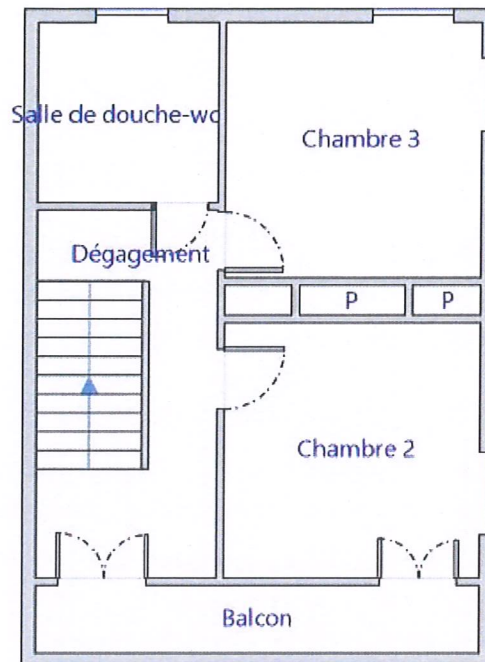 Salle de douche-wc
Chambre 3
Dégagement
P
P
Chambre 2
Balcon